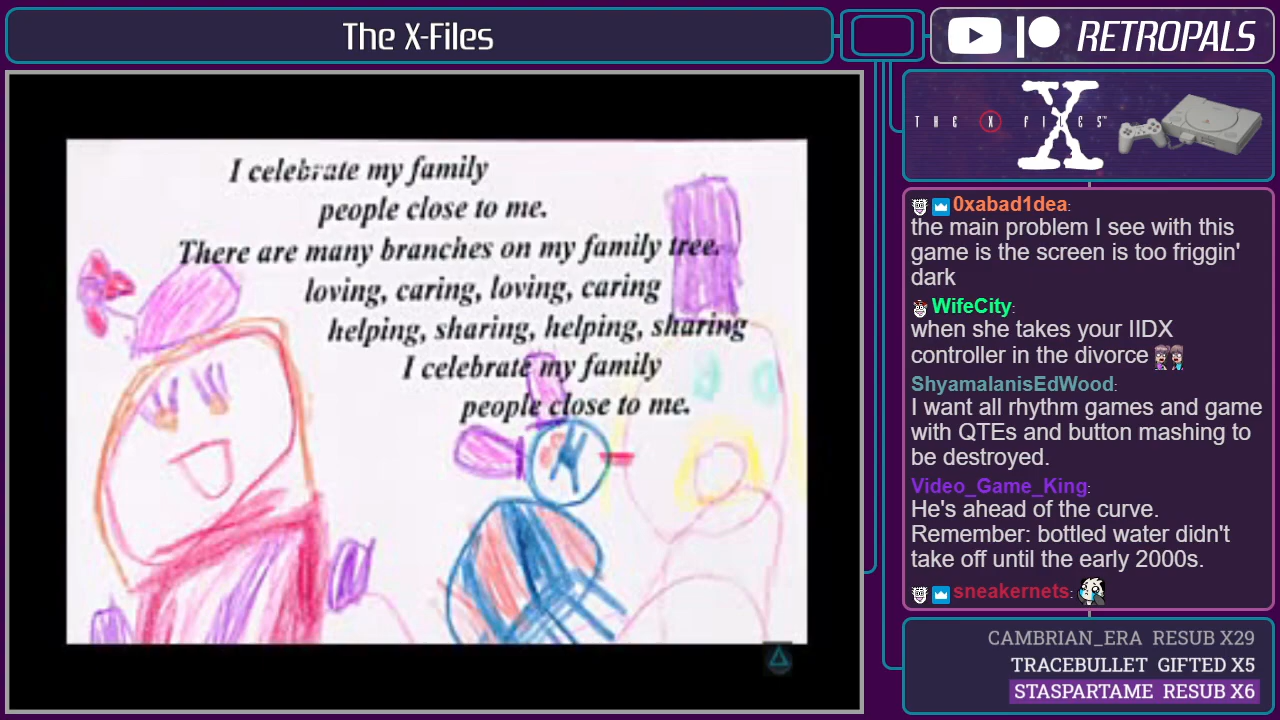 The X-Files
RETROPALS
I celebrate my family
people close to me.
There are many branches on my family tree.
loving, caring, loving, caring
helping, sharing, helping, sharing
I celebrate my family
people close to me.
THE X FILES™
X
0xabad1dea:
the main problem I see with this
game is the screen is too friggin'
dark
WifeCity:
when she takes your IIDX
controller in the divorce
ShyamalanisEdWood:
I want all rhythm games and game
with QTEs and button mashing to
be destroyed.
Video_Game_King:
He's ahead of the curve.
Remember: bottled water didn't
take off until the early 2000s.
sneakernets:
CAMBRIAN_ERA RESUB X29
TRACEBULLET GIFTED X5
STASPARTAME RESUB X6